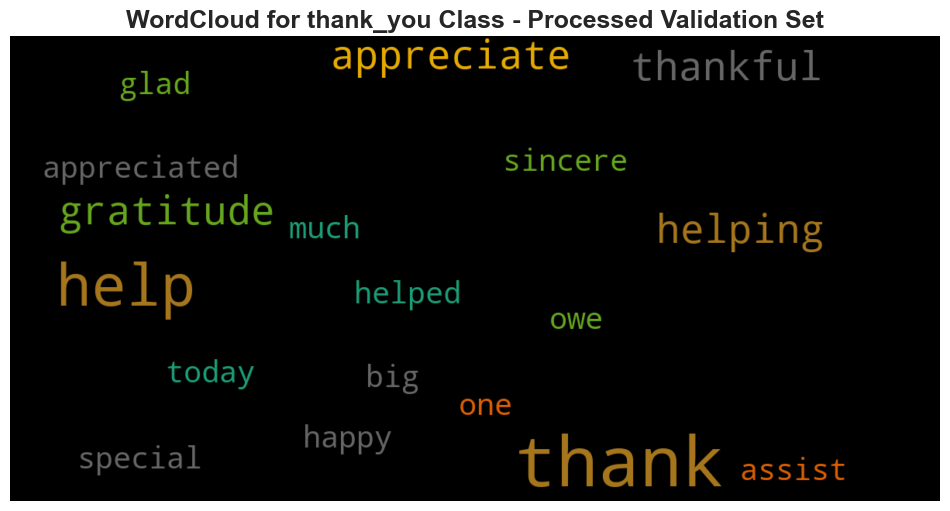 WordCloud for thank_you Class - Processed Validation Set
appreciate
thankful
glad
sincere
appreciated
gratitude
much
helping
help
helped
owe
today
big
one
happy
special
thank
assist